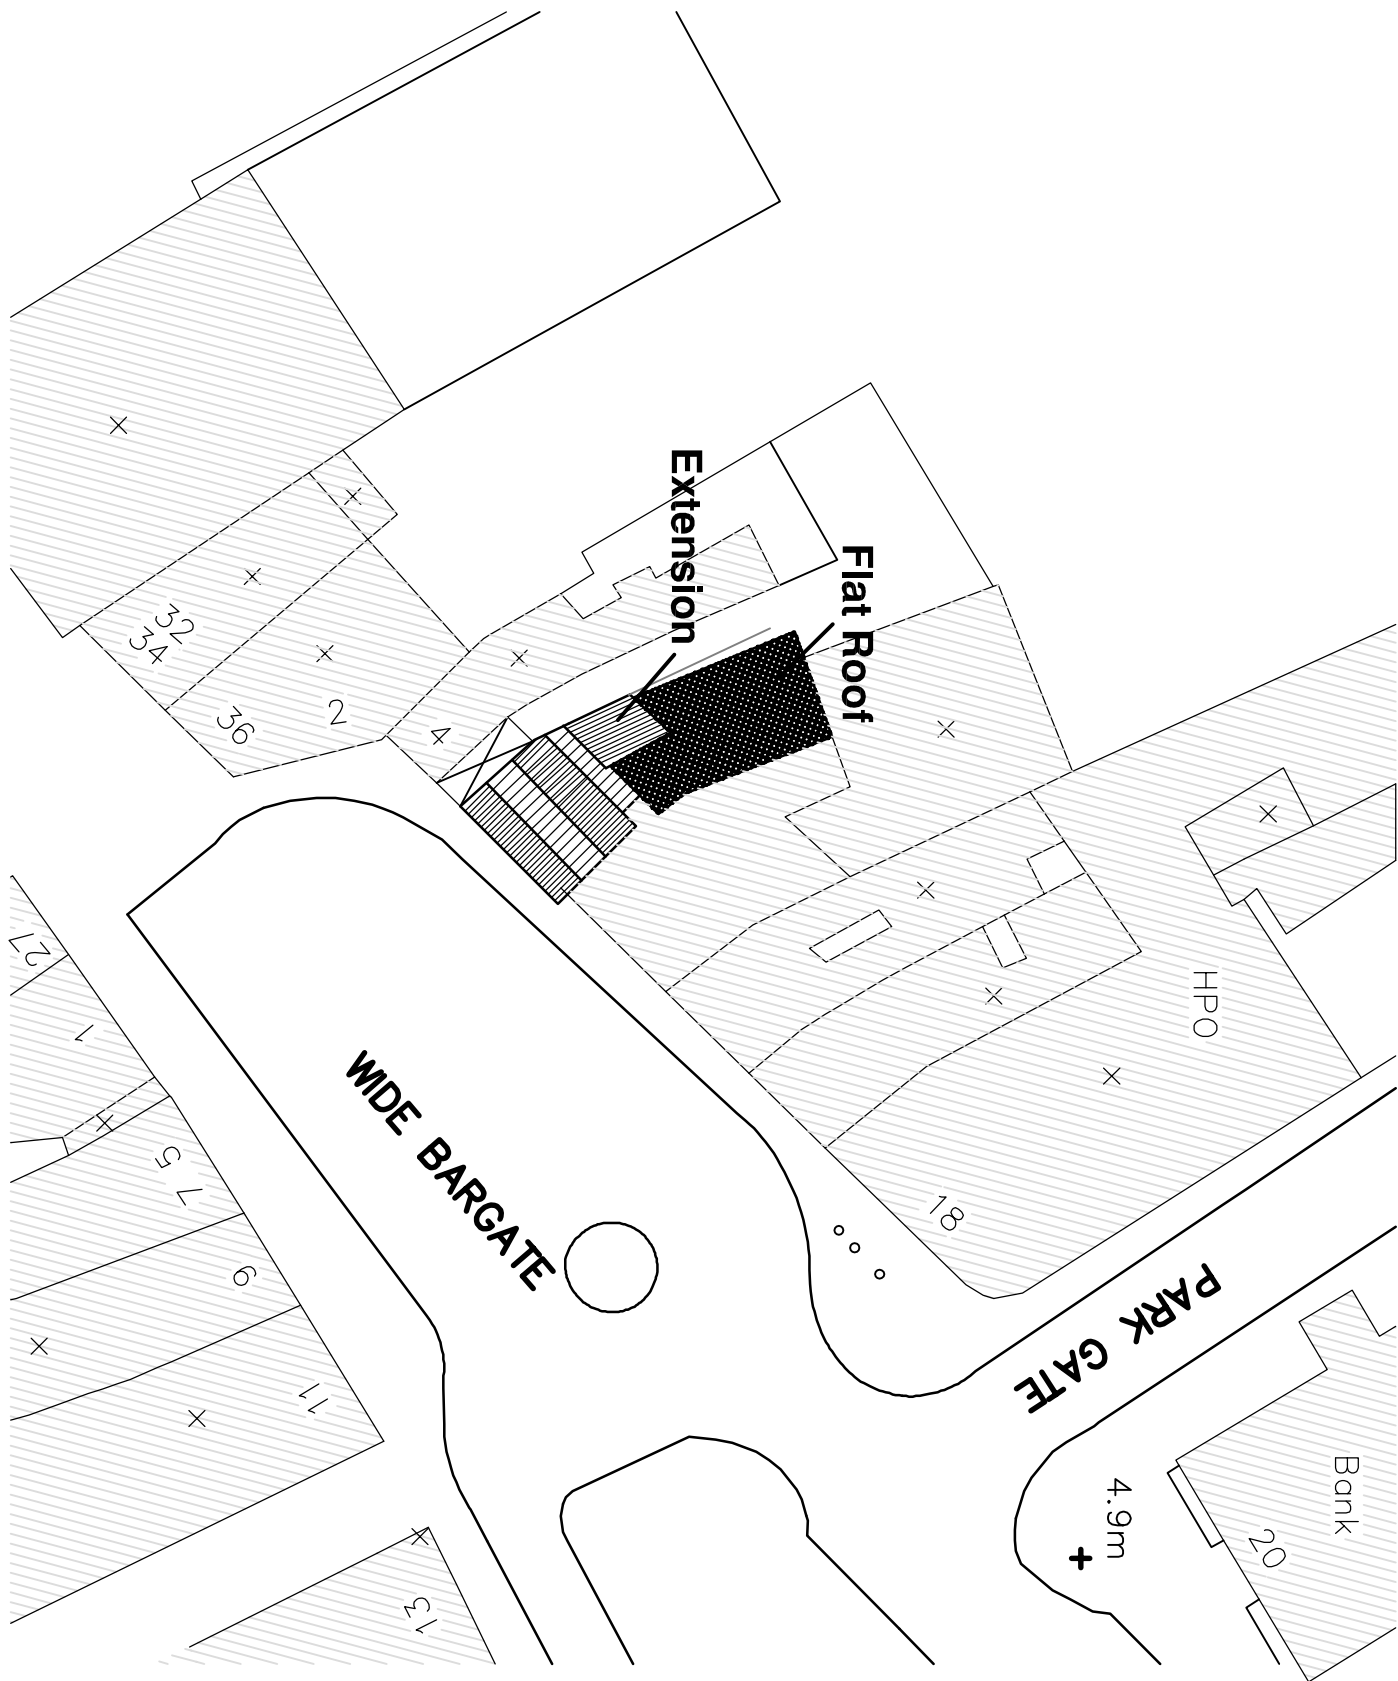 Extension
Flat Roof
32
34
36
2
4
HPO
27
1
5
7
9
11
13
WIDE BARGATE
18
PARK GATE
4.9m
Bank
20